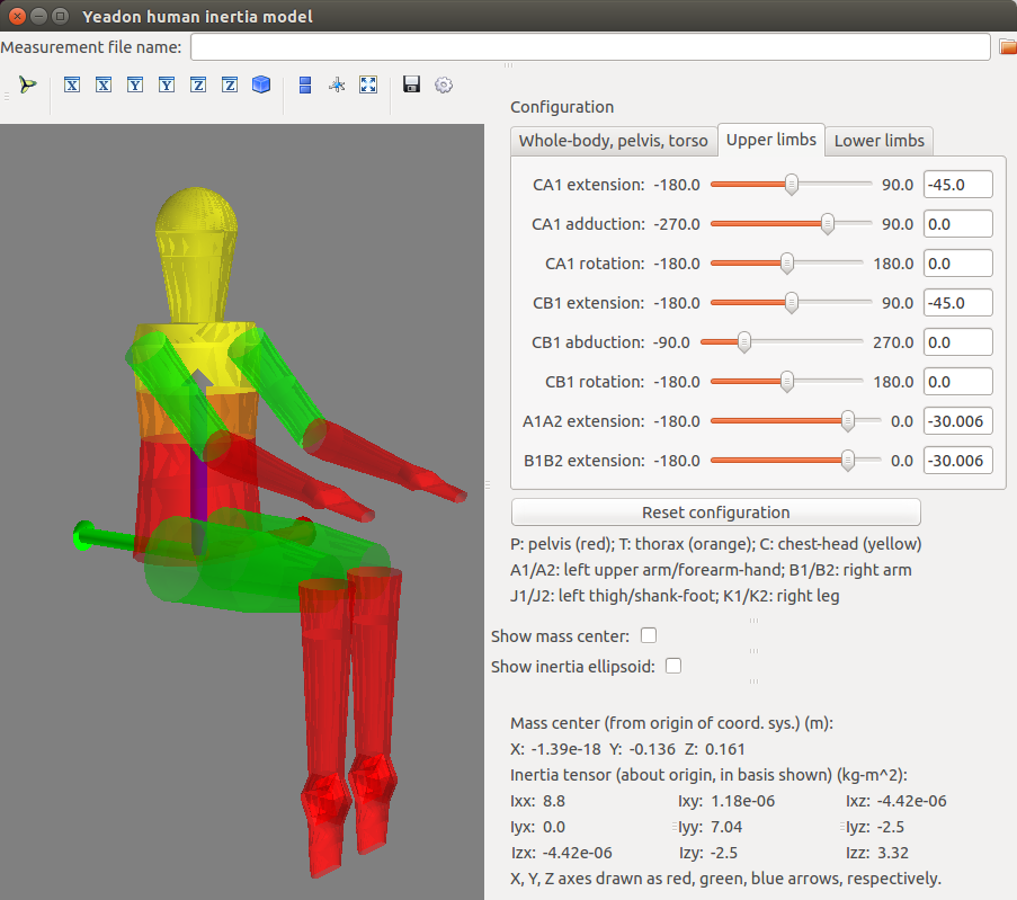 Yeadon human inertia model
Measurement file name:
X X Y Y Z Z
Configuration
Whole-body, pelvis, torso Upper limbs Lower limbs
CA1 extension: -180.0 90.0 -45.0
CA1 adduction: -270.0 90.0 0.0
CA1 rotation: -180.0 180.0 0.0
CB1 extension: -180.0 90.0 -45.0
CB1 abduction: -90.0 270.0 0.0
CB1 rotation: -180.0 180.0 0.0
A1A2 extension: -180.0 0.0 -30.006
B1B2 extension: -180.0 0.0 -30.006
Reset configuration
P: pelvis (red); T: thorax (orange); C: chest-head (yellow)
A1/A2: left upper arm/forearm-hand; B1/B2: right arm
J1/J2: left thigh/shank-foot; K1/K2: right leg
Show mass center:
Show inertia ellipsoid:
Mass center (from origin of coord. sys.) (m):
X: -1.39e-18 Y: -0.136 Z: 0.161
Inertia tensor (about origin, in basis shown) (kg-m^2):
Ixx: 8.8 Ixy: 1.18e-06 Ixz: -4.42e-06
Iyx: 0.0 Iyy: 7.04 Iyz: -2.5
Izx: -4.42e-06 Izy: -2.5 Izz: 3.32
X, Y, Z axes drawn as red, green, blue arrows, respectively.